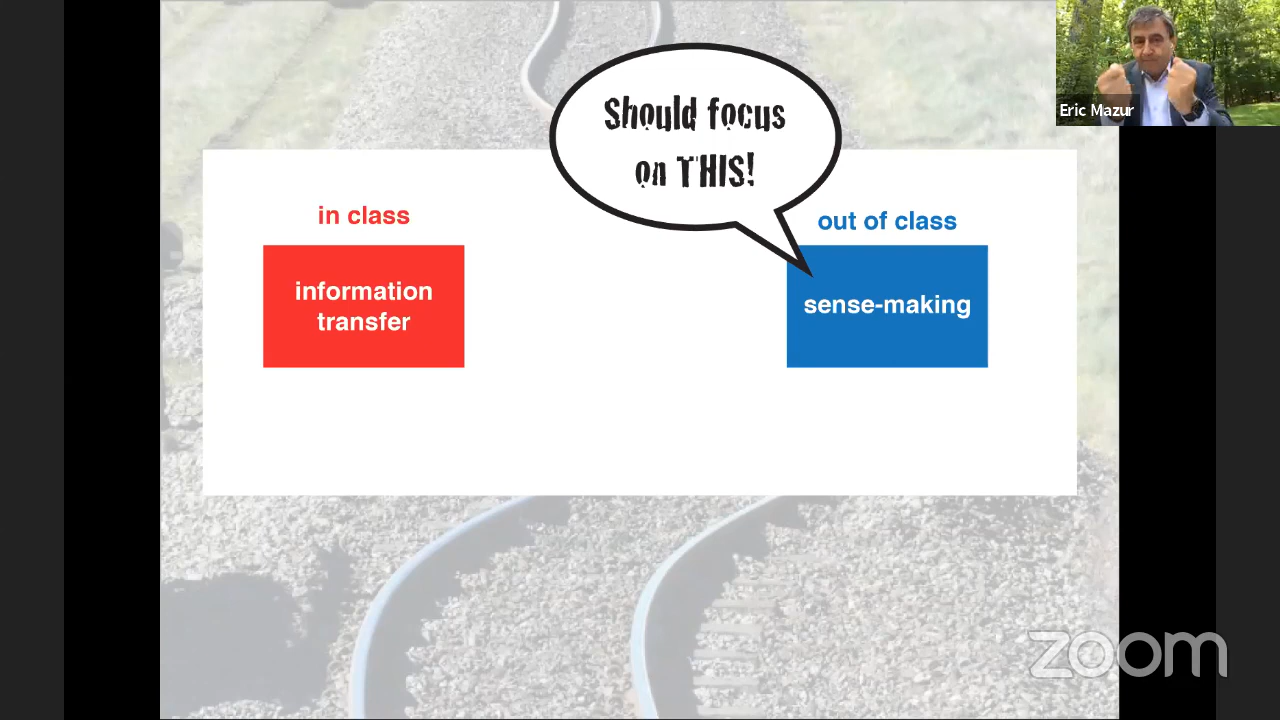 Should focus
on THIS!
Eric Mazur
in class
out of class
information
transfer
sense-making
zoom